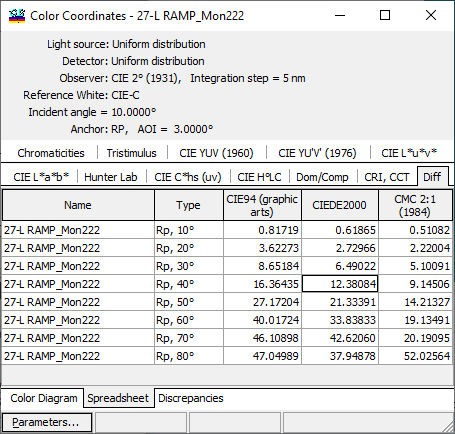 Color Coordinates - 27-L RAMP_Mon222
Light source: Uniform distribution
Detector: Uniform distribution
Observer: CIE 2° (1931), Integration step = 5 nm
Reference White: CIE-C
Incident angle = 10.0000°
Anchor: RP, AOI = 3.0000°
Chromaticities Tristimulus CIE YUV (1960) CIE YU'V' (1976) CIE L*u*v*
CIE L*a*b* Hunter Lab CIE C*hs (uv) CIE H°LC Dom/Comp CRI, CCT Diff
Name Type CIE94 (graphic arts) CIEDE2000 CMC 2:1 (1984)
27-L RAMP_Mon222 Rp, 10° 0.81719 0.61865 0.51082
27-L RAMP_Mon222 Rp, 20° 3.62273 2.72966 2.22004
27-L RAMP_Mon222 Rp, 30° 8.65184 6.49022 5.10091
27-L RAMP_Mon222 Rp, 40° 16.36435 12.38084 9.14506
27-L RAMP_Mon222 Rp, 50° 27.17204 21.33391 14.21327
27-L RAMP_Mon222 Rp, 60° 40.01724 33.83833 19.13491
27-L RAMP_Mon222 Rp, 70° 46.10898 42.62060 20.19095
27-L RAMP_Mon222 Rp, 80° 47.04989 37.94878 52.02564
Color Diagram Spreadsheet Discrepancies
Parameters...